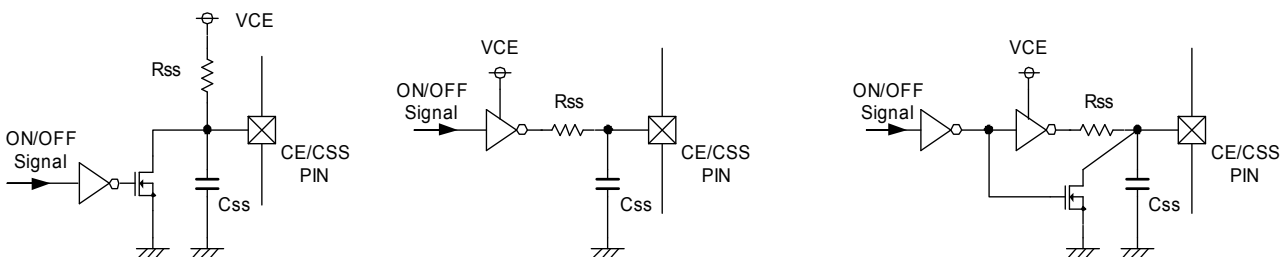 VCE
Rss
ON/OFF
Signal
CE/CSS
PIN
Css
VCE
ON/OFF
Signal
Rss
CE/CSS
PIN
Css
VCE
ON/OFF
Signal
Rss
CE/CSS
PIN
Css